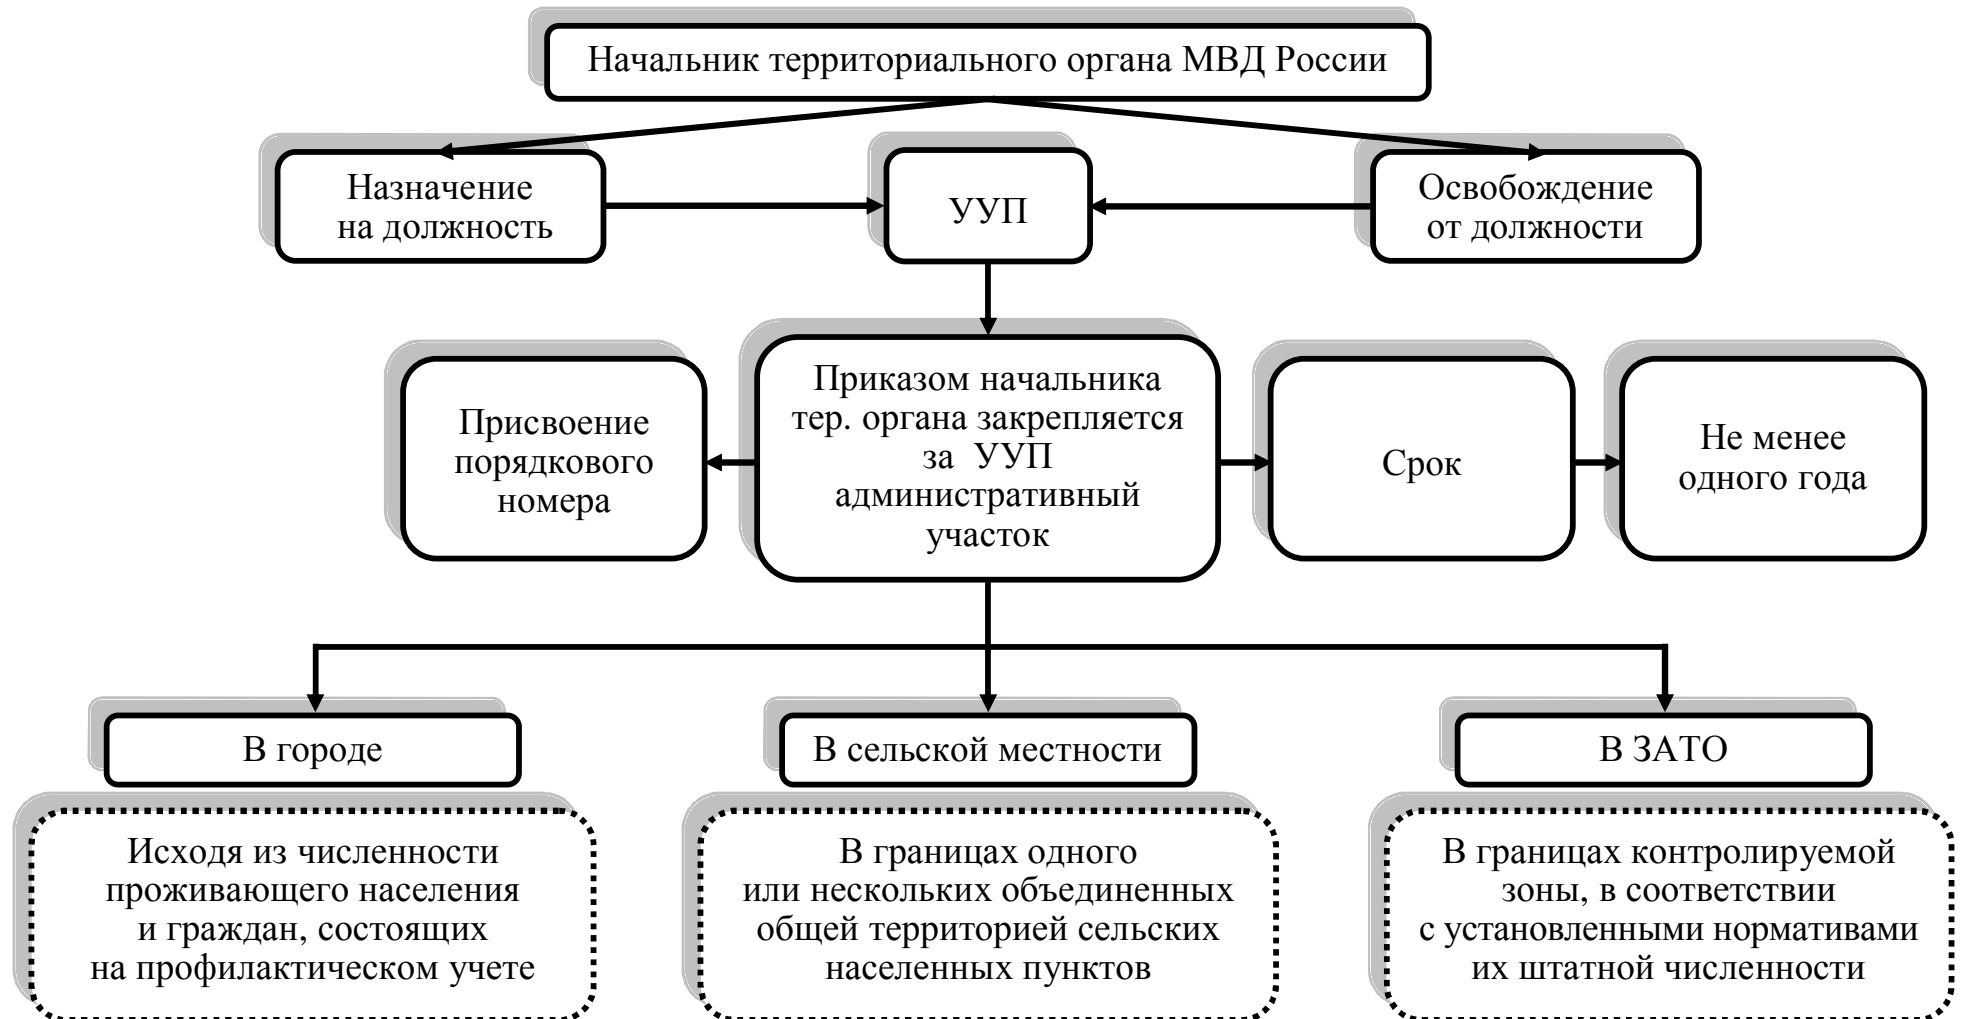 Начальник территориального органа МВД России
Назначение
на должность
УУП
Освобождение
от должности
Присвоение
порядкового
номера
Приказом начальника
тер. органа закрепляется
за УУП
административный
участок
Срок
Не менее
одного года
В городе
В сельской местности
В ЗАТО
Исходя из численности
проживающего населения
и граждан, состоящих
на профилактическом учете
В границах одного
или нескольких объединенных
общей территорией сельских
населенных пунктов
В границах контролируемой
зоны, в соответствии
с установленными нормативами
их штатной численности